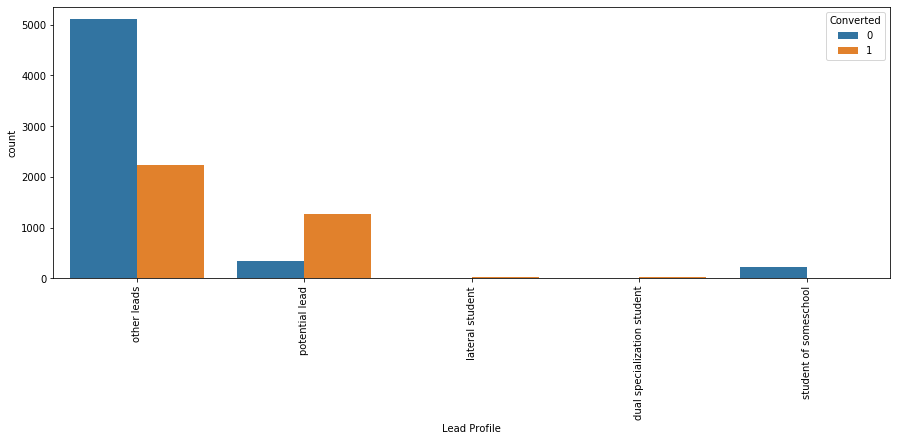 Converted
0
1
5000
4000
3000
2000
1000
0
count
other leads
potential lead
lateral student
dual specialization student
student of someschool
Lead Profile